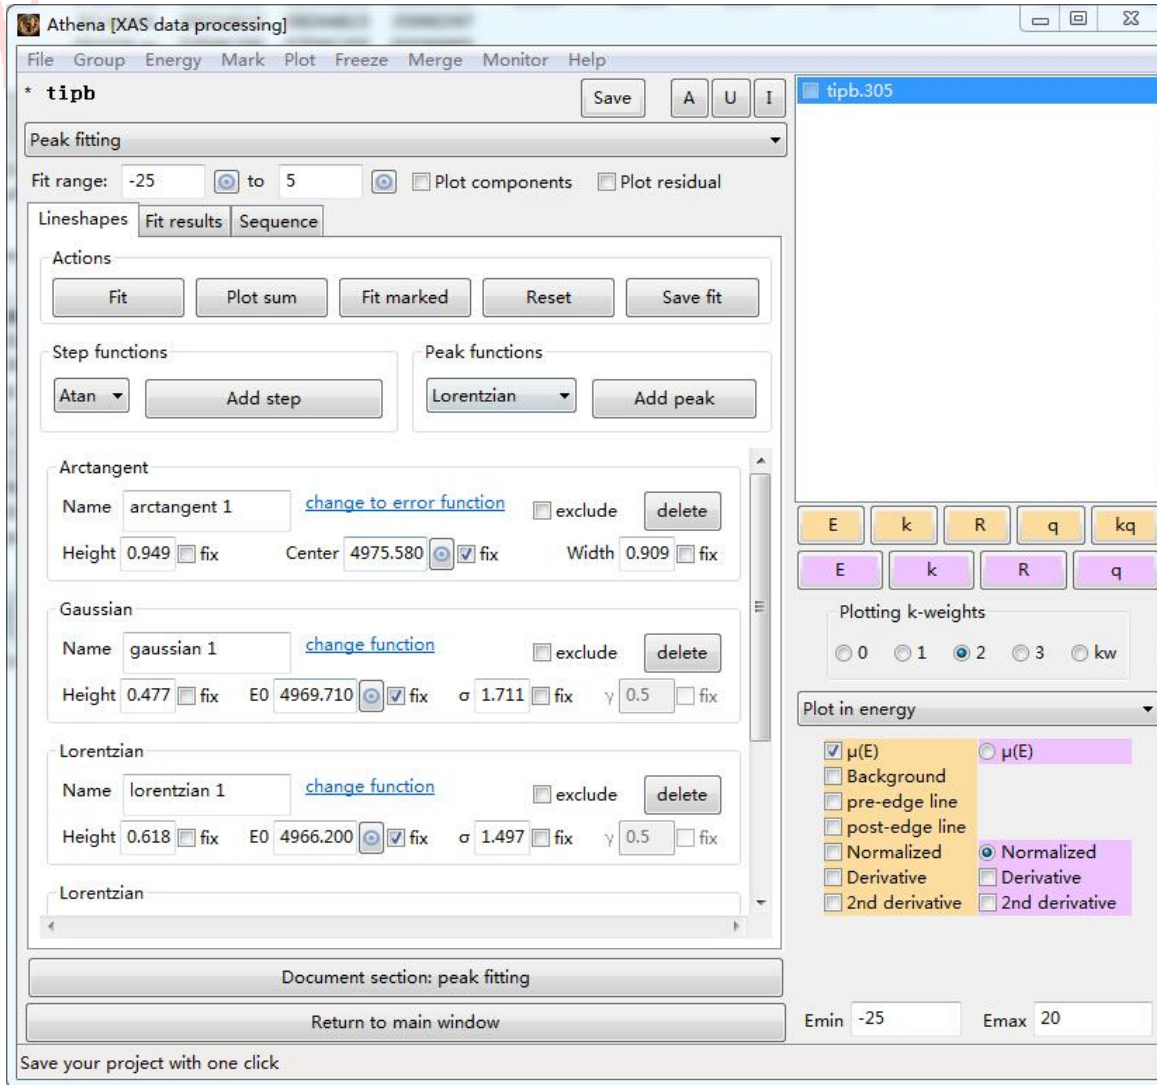 Athena [XAS data processing]
File Group Energy Mark Plot Freeze Merge Monitor Help
* tipb
Save
A
U
I
Peak fitting
Fit range: -25 to 5 Plot components Plot residual
Lineshapes Fit results Sequence
Actions
Fit Plot sum Fit marked Reset Save fit
Step functions
Atan Add step
Peak functions
Lorentzian Add peak
Arctangent
Name arctangent 1 change to error function exclude delete
Height 0.949 fix Center 4975.580 fix Width 0.909 fix
Gaussian
Name gaussian 1 change function exclude delete
Height 0.477 fix E0 4969.710 fix σ 1.711 fix γ 0.5 fix
Lorentzian
Name lorentzian 1 change function exclude delete
Height 0.618 fix E0 4966.200 fix σ 1.497 fix γ 0.5 fix
Lorentzian
Document section: peak fitting
Return to main window
Save your project with one click
tipb.305
E k R q kq
E k R q
Plotting k-weights
0 1 2 3 kw
Plot in energy
μ(E) μ(E)
Background
pre-edge line
post-edge line
Normalized Normalized
Derivative Derivative
2nd derivative 2nd derivative
Emin -25 Emax 20